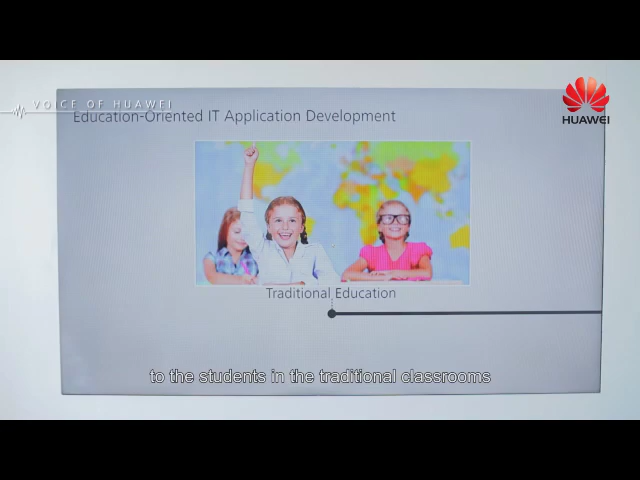 VOICE OF HUAWEI
Education-Oriented IT Application Development
HUAWEI
Traditional Education
to the students in the traditional classrooms